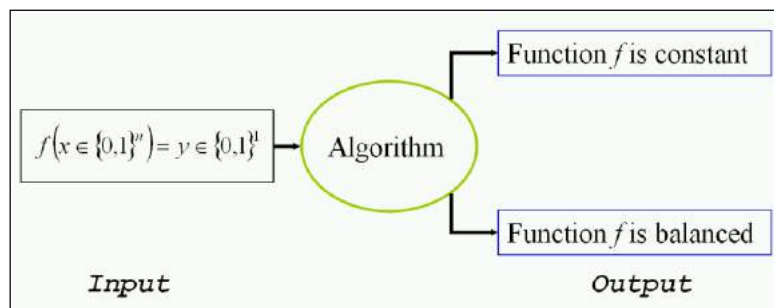 Function f is constant
f(x ∈ {0,1}ⁿ) = y ∈ {0,1}¹
Algorithm
Function f is balanced
Input
Output